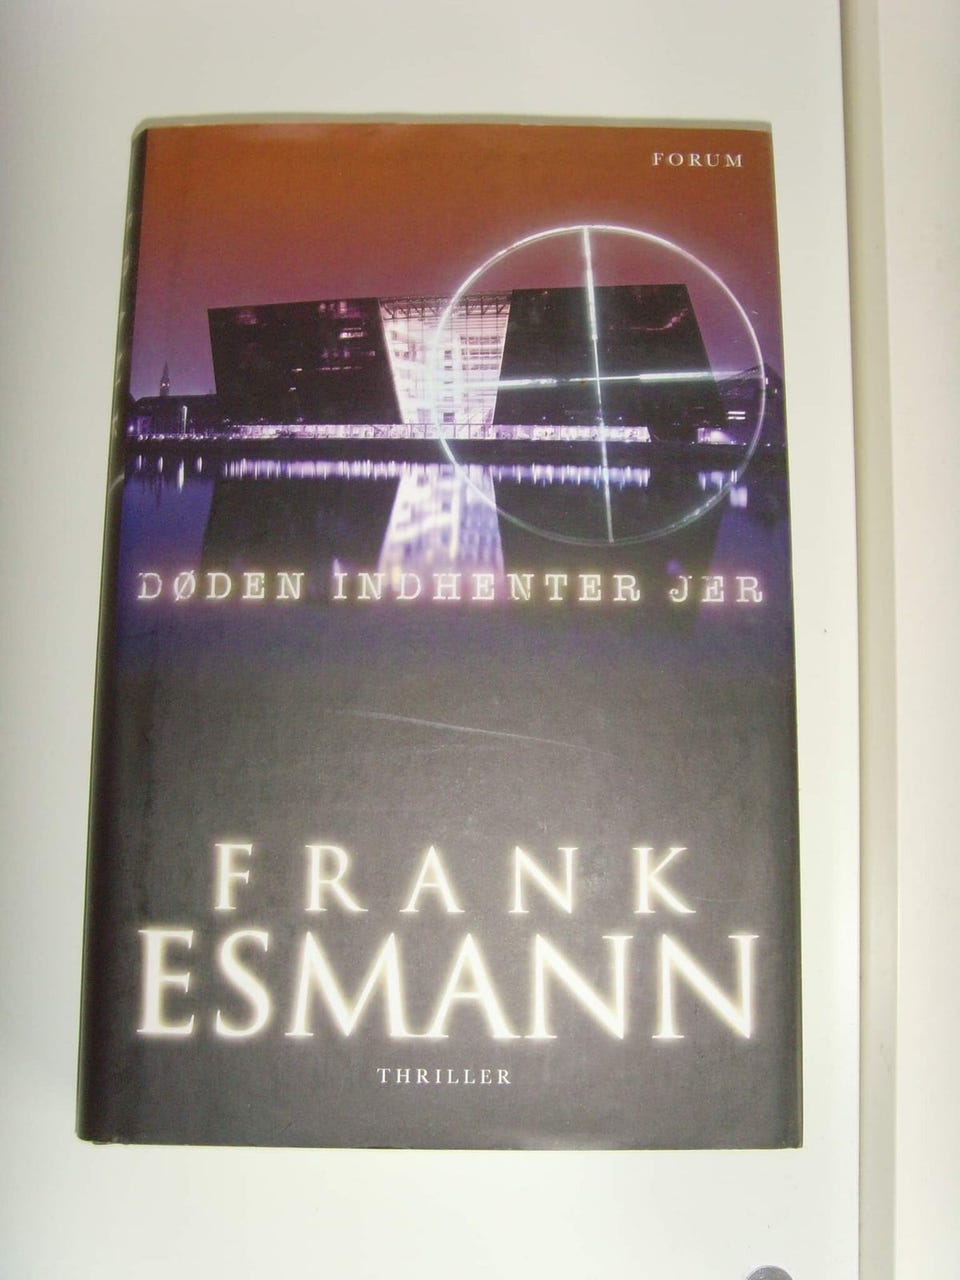 FORUM
DØDEN INDHENTER JER
FRANK
ESMANN
THRILLER